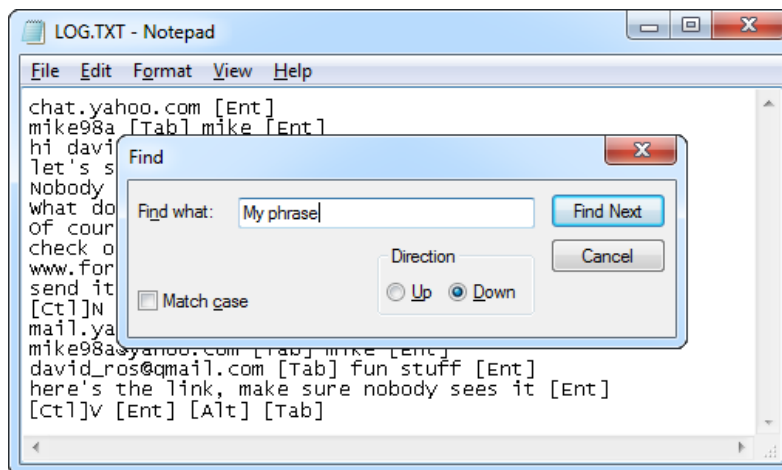 LOG.TXT - Notepad
File Edit Format View Help
chat.yahoo.com [Ent]
mike98a [Tab] mike [Ent]
hi davi
let's s
Nobody
what do
of cour
check o
www.for
send it
[Ctl]N
mail.ya
mike98a@yahoo.com [Tab] mike [Ent]
david_ros@qmail.com [Tab] fun stuff [Ent]
here's the link, make sure nobody sees it [Ent]
[Ctl]V [Ent] [Alt] [Tab]
Find
Find what: My phrase
Find Next
Direction
Cancel
Match case
Up Down